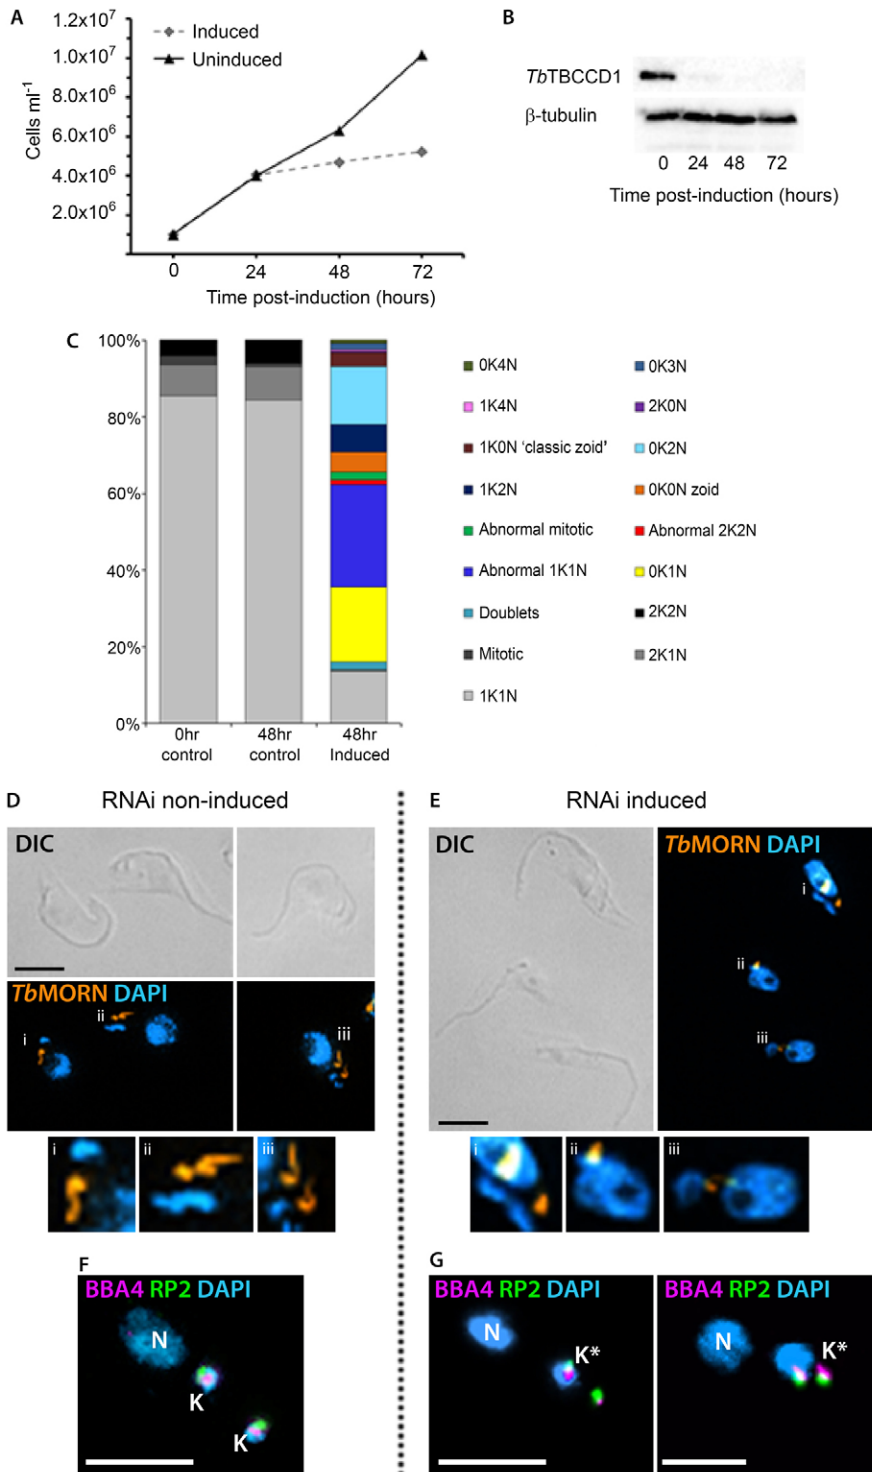 A
1.2x10⁷
1.0x10⁷
8.0x10⁶
6.0x10⁶
4.0x10⁶
2.0x10⁶
Cells ml⁻¹
Induced
Uninduced
0 24 48 72
Time post-induction (hours)
B
TbTBCCD1
β-tubulin
0 24 48 72
Time post-induction (hours)
C
100%
80%
60%
40%
20%
0%
0hr control
48hr control
48hr Induced
0K4N 0K3N
1K4N 2K0N
1K0N 'classic zoid' 0K2N
1K2N 0K0N zoid
Abnormal mitotic Abnormal 2K2N
Abnormal 1K1N 0K1N
Doublets 2K2N
Mitotic 2K1N
1K1N
D RNAi non-induced
DIC
TbMORN DAPI
i ii iii
i ii iii
E RNAi induced
DIC
TbMORN DAPI
i
ii
iii
i ii iii
F
BBA4 RP2 DAPI
N
K
K
G
BBA4 RP2 DAPI
N
K*
BBA4 RP2 DAPI
N
K*